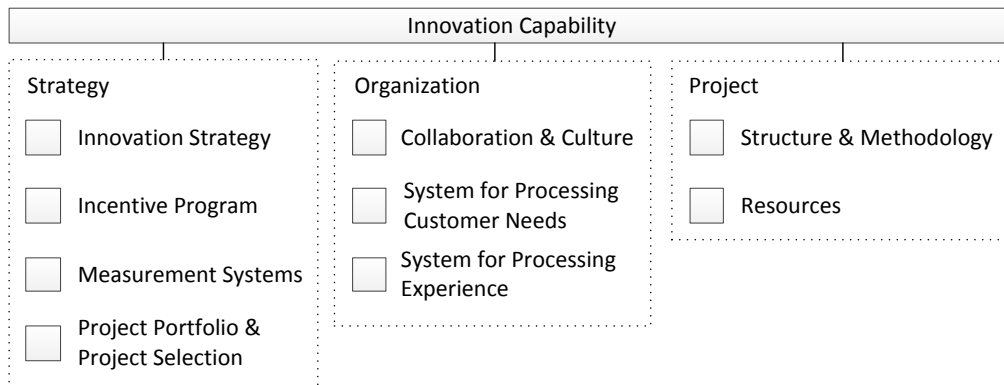 Innovation Capability
Strategy
Innovation Strategy
Incentive Program
Measurement Systems
Project Portfolio &
Project Selection
Organization
Collaboration & Culture
System for Processing
Customer Needs
System for Processing
Experience
Project
Structure & Methodology
Resources